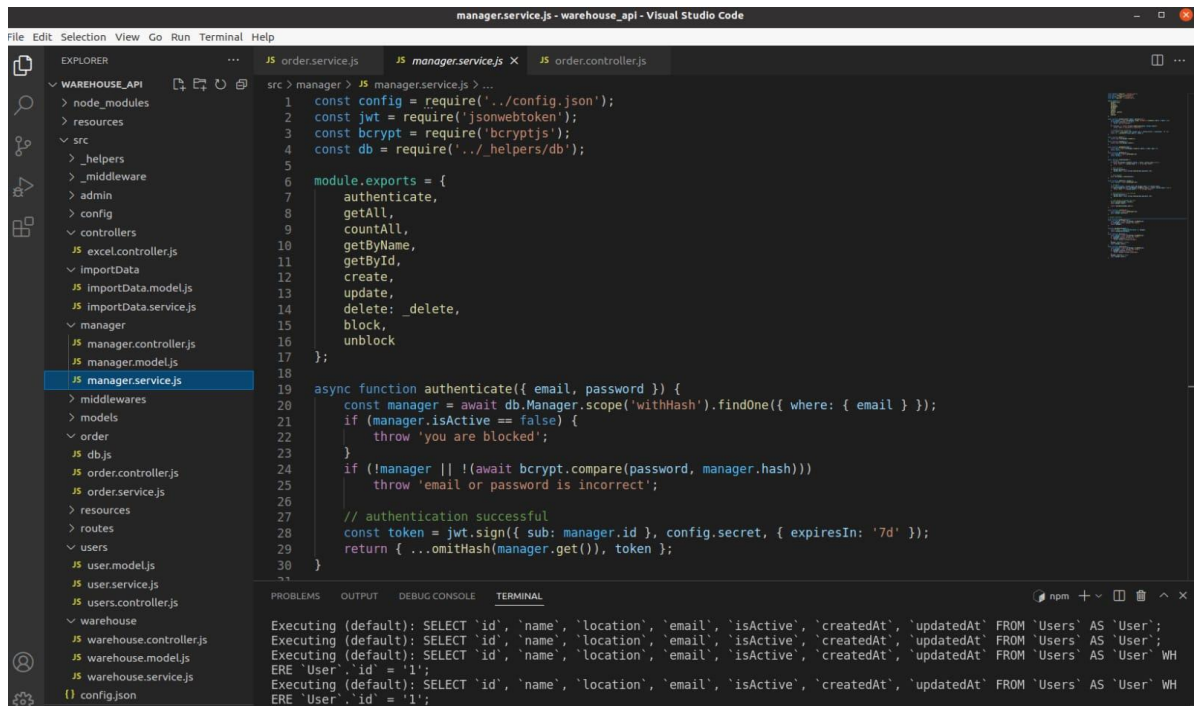 manager.service.js - warehouse_api - Visual Studio Code
File Edit Selection View Go Run Terminal Help
EXPLORER
WAREHOUSE_API
node_modules
resources
src
_helpers
_middleware
admin
config
controllers
JS excel.controller.js
importData
JS importData.model.js
JS importData.service.js
manager
JS manager.controller.js
JS manager.model.js
JS manager.service.js
middlewares
models
order
JS db.js
JS order.controller.js
JS order.service.js
resources
routes
users
JS user.model.js
JS user.service.js
JS users.controller.js
warehouse
JS warehouse.controller.js
JS warehouse.model.js
JS warehouse.service.js
{} config.json
JS order.service.js JS manager.service.js JS order.controller.js
src > manager > JS manager.service.js > ...
1 const config = require('../config.json');
2 const jwt = require('jsonwebtoken');
3 const bcrypt = require('bcryptjs');
4 const db = require('../_helpers/db');
5
6 module.exports = {
7 authenticate,
8 getAll,
9 countAll,
10 getByName,
11 getById,
12 create,
13 update,
14 delete: _delete,
15 block,
16 unblock
17 };
18
19 async function authenticate({ email, password }) {
20 const manager = await db.Manager.scope('withHash').findOne({ where: { email } });
21 if (manager.isActive == false) {
22 throw 'you are blocked';
23 }
24 if (!manager || !(await bcrypt.compare(password, manager.hash)))
25 throw 'email or password is incorrect';
26
27 // authentication successful
28 const token = jwt.sign({ sub: manager.id }, config.secret, { expiresIn: '7d' });
29 return { ...omitHash(manager.get()), token };
30 }
31
PROBLEMS OUTPUT DEBUG CONSOLE TERMINAL
npm
Executing (default): SELECT `id`, `name`, `location`, `email`, `isActive`, `createdAt`, `updatedAt` FROM `Users` AS `User`;
Executing (default): SELECT `id`, `name`, `location`, `email`, `isActive`, `createdAt`, `updatedAt` FROM `Users` AS `User`;
Executing (default): SELECT `id`, `name`, `location`, `email`, `isActive`, `createdAt`, `updatedAt` FROM `Users` AS `User` WH
ERE `User`.`id` = '1';
Executing (default): SELECT `id`, `name`, `location`, `email`, `isActive`, `createdAt`, `updatedAt` FROM `Users` AS `User` WH
ERE `User`.`id` = '1';